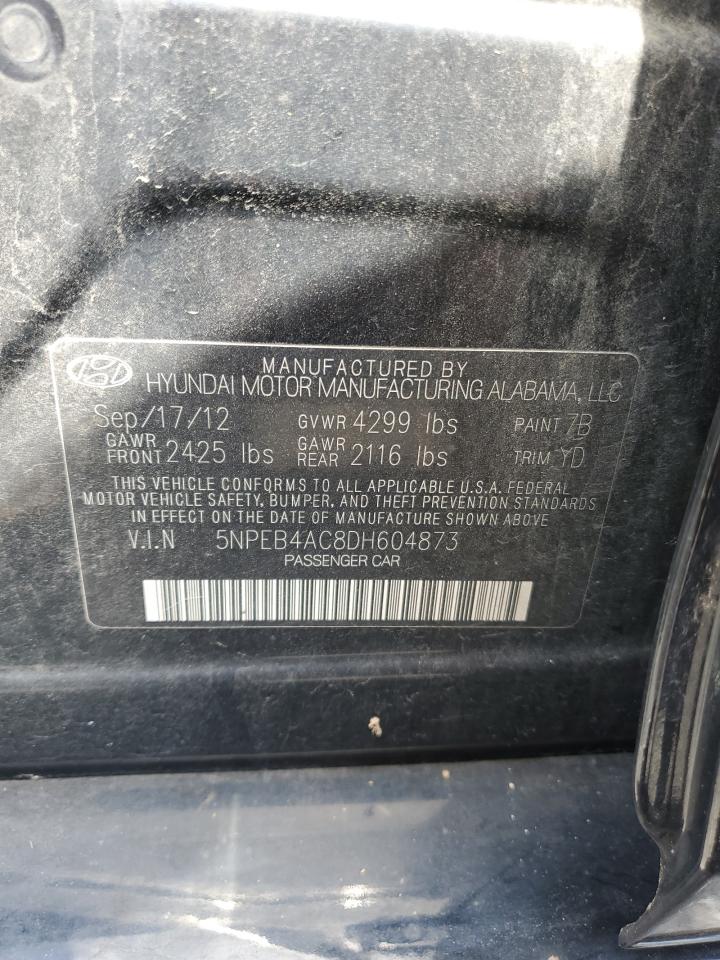 MANUFACTURED BY
HYUNDAI MOTOR MANUFACTURING ALABAMA, LLC
Sep/17/12 GVWR 4299 lbs PAINT 7B
GAWR FRONT 2425 lbs GAWR REAR 2116 lbs TRIM YD
THIS VEHICLE CONFORMS TO ALL APPLICABLE U.S.A. FEDERAL
MOTOR VEHICLE SAFETY, BUMPER, AND THEFT PREVENTION STANDARDS
IN EFFECT ON THE DATE OF MANUFACTURE SHOWN ABOVE
V.I.N 5NPEB4AC8DH604873
PASSENGER CAR